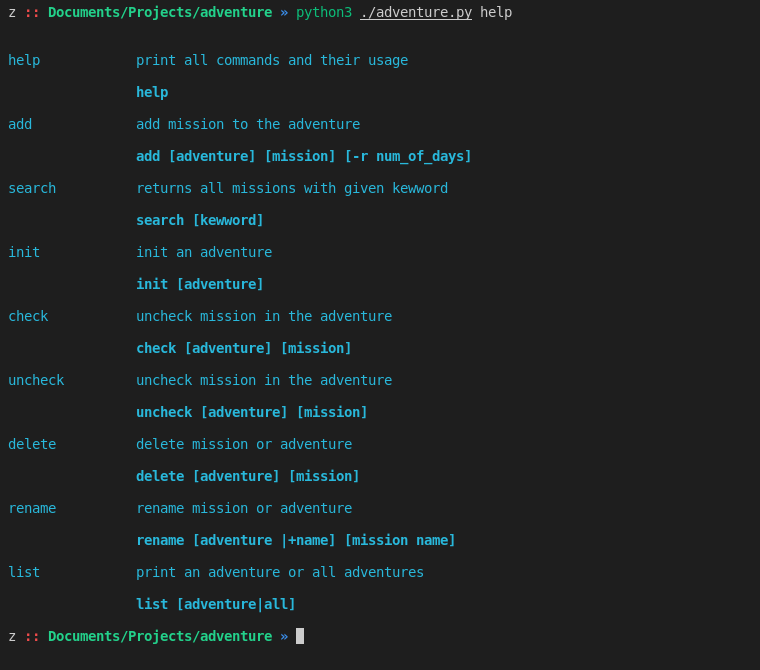 z :: Documents/Projects/adventure » python3 ./adventure.py help
help print all commands and their usage
help
add add mission to the adventure
add [adventure] [mission] [-r num_of_days]
search returns all missions with given kewword
search [kewword]
init init an adventure
init [adventure]
check uncheck mission in the adventure
check [adventure] [mission]
uncheck uncheck mission in the adventure
uncheck [adventure] [mission]
delete delete mission or adventure
delete [adventure] [mission]
rename rename mission or adventure
rename [adventure |+name] [mission name]
list print an adventure or all adventures
list [adventure|all]
z :: Documents/Projects/adventure »